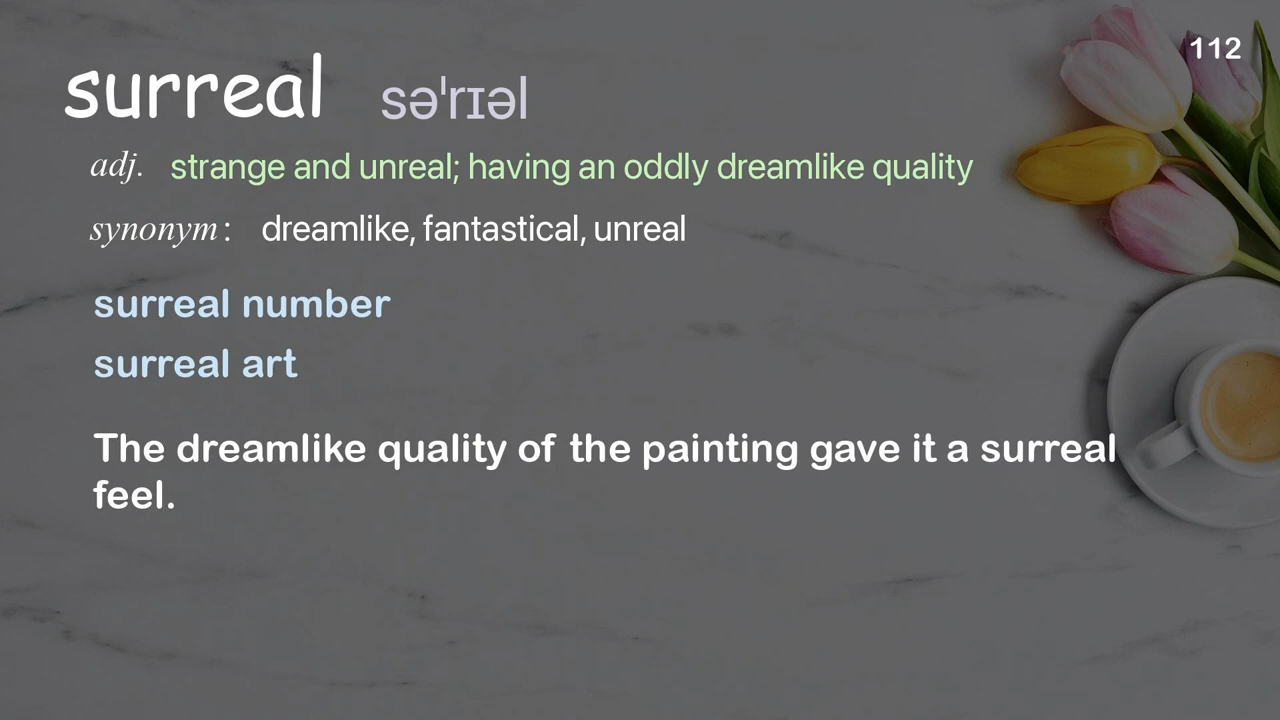 112
surreal səˈrɪəl
adj. strange and unreal; having an oddly dreamlike quality
synonym: dreamlike, fantastical, unreal
surreal number
surreal art
The dreamlike quality of the painting gave it a surreal
feel.